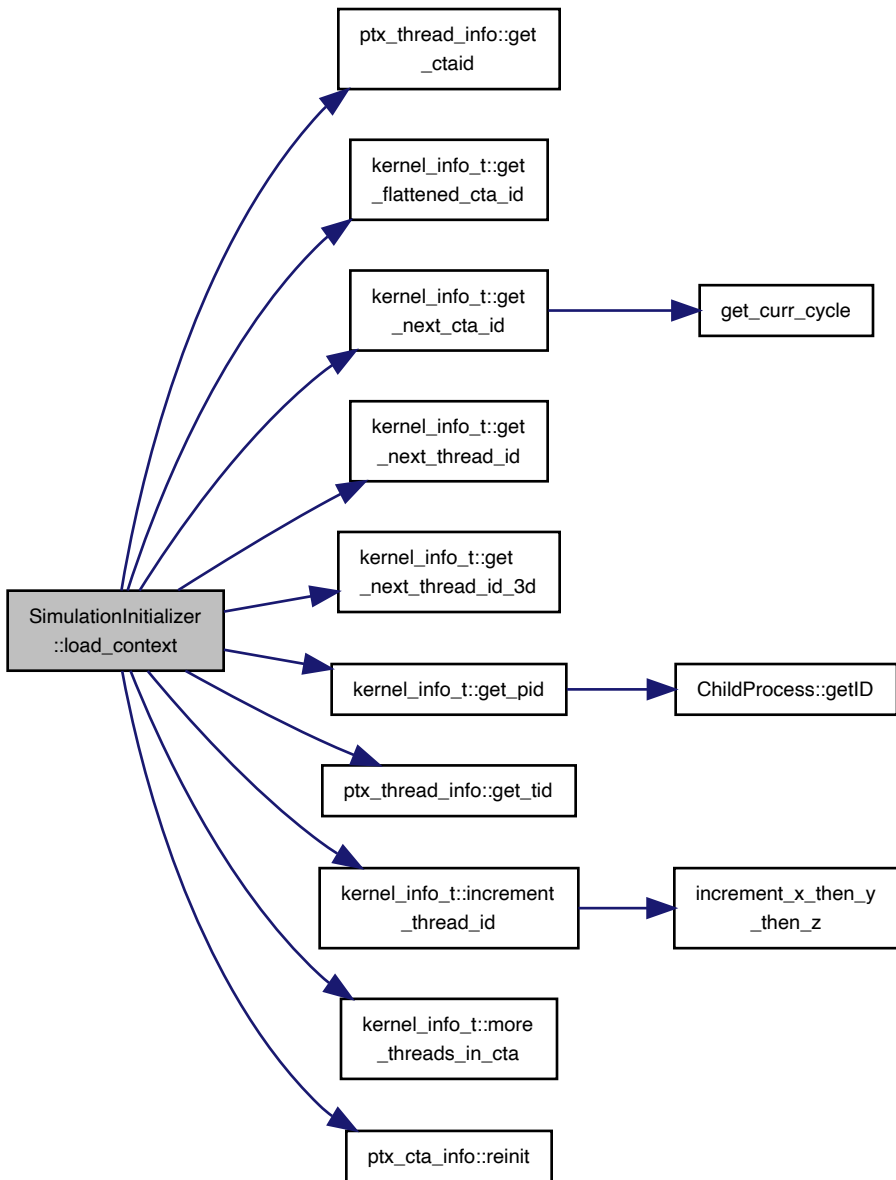 ptx_thread_info::get
_ctaid
kernel_info_t::get
_flattened_cta_id
kernel_info_t::get
_next_cta_id
get_curr_cycle
kernel_info_t::get
_next_thread_id
kernel_info_t::get
_next_thread_id_3d
SimulationInitializer
::load_context
kernel_info_t::get_pid
ChildProcess::getID
ptx_thread_info::get_tid
kernel_info_t::increment
_thread_id
increment_x_then_y
_then_z
kernel_info_t::more
_threads_in_cta
ptx_cta_info::reinit